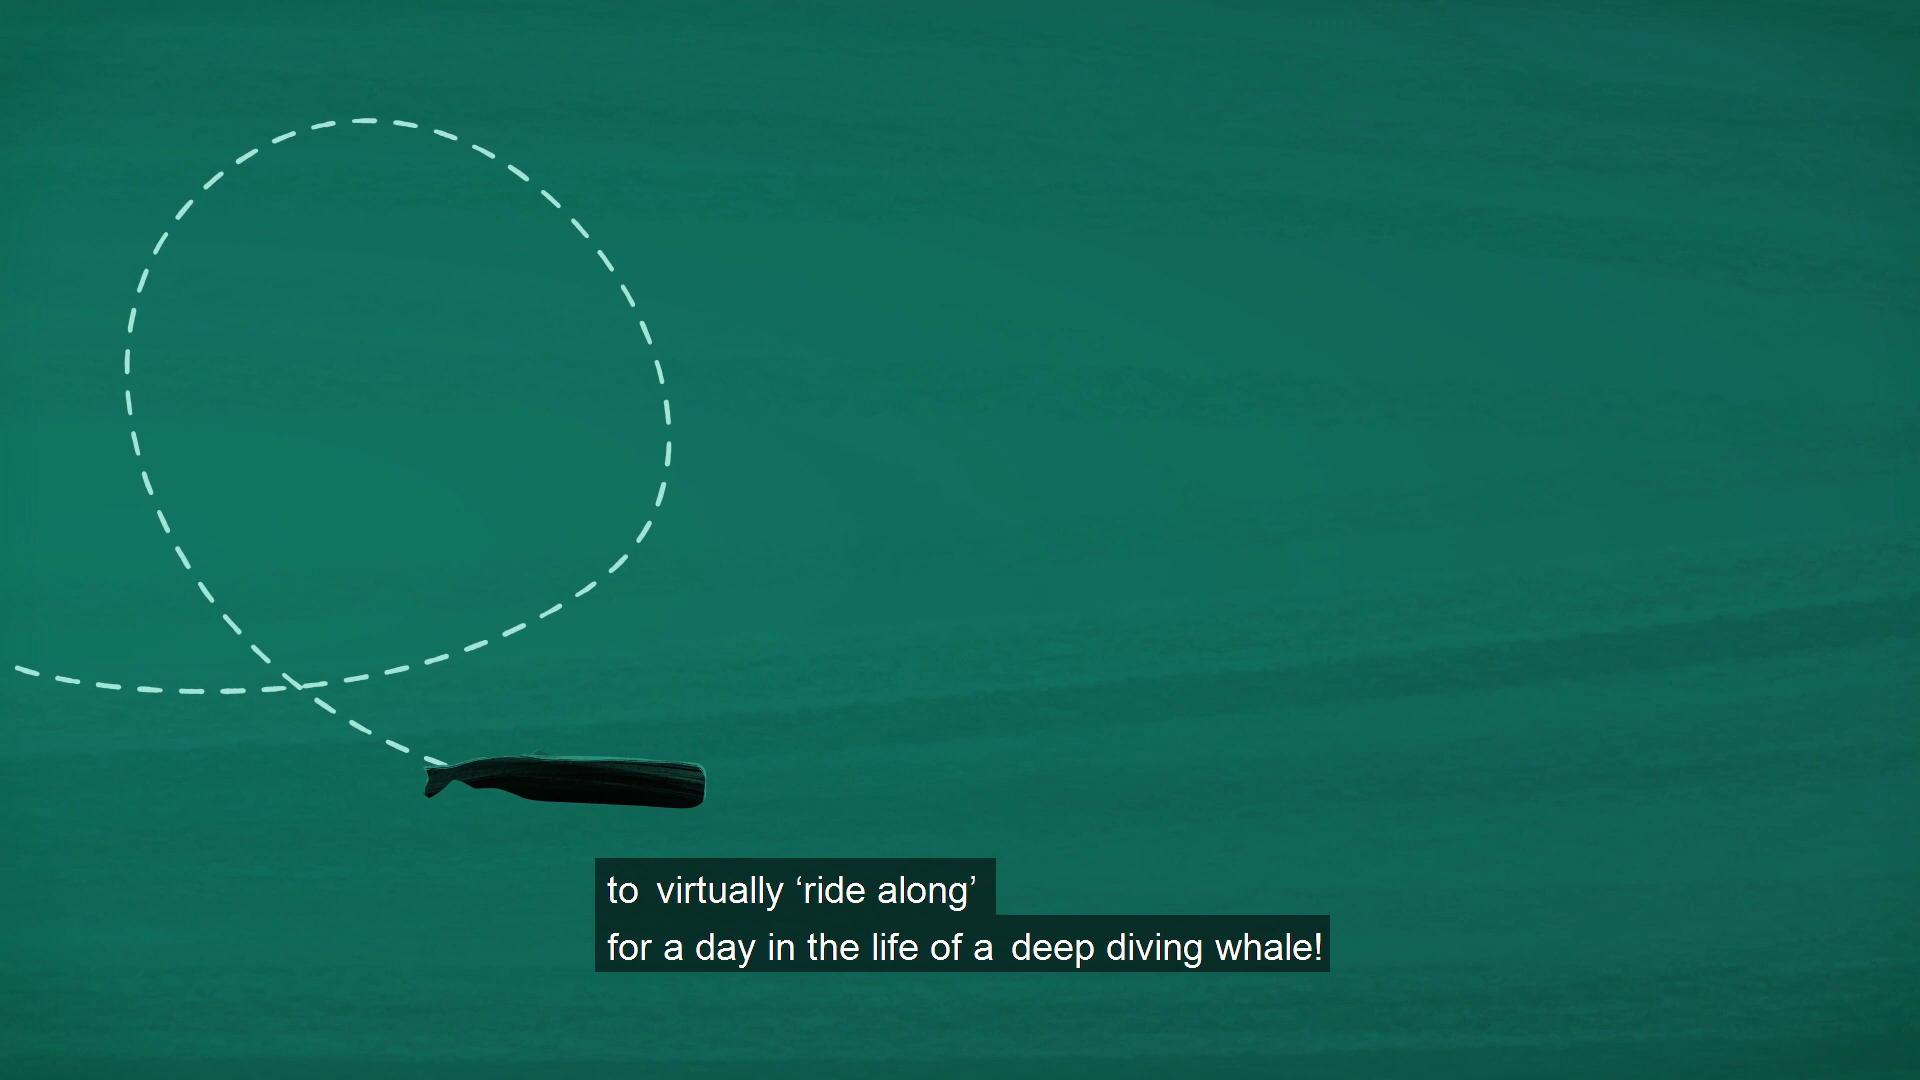 to virtually ‘ride along’
for a day in the life of a deep diving whale!